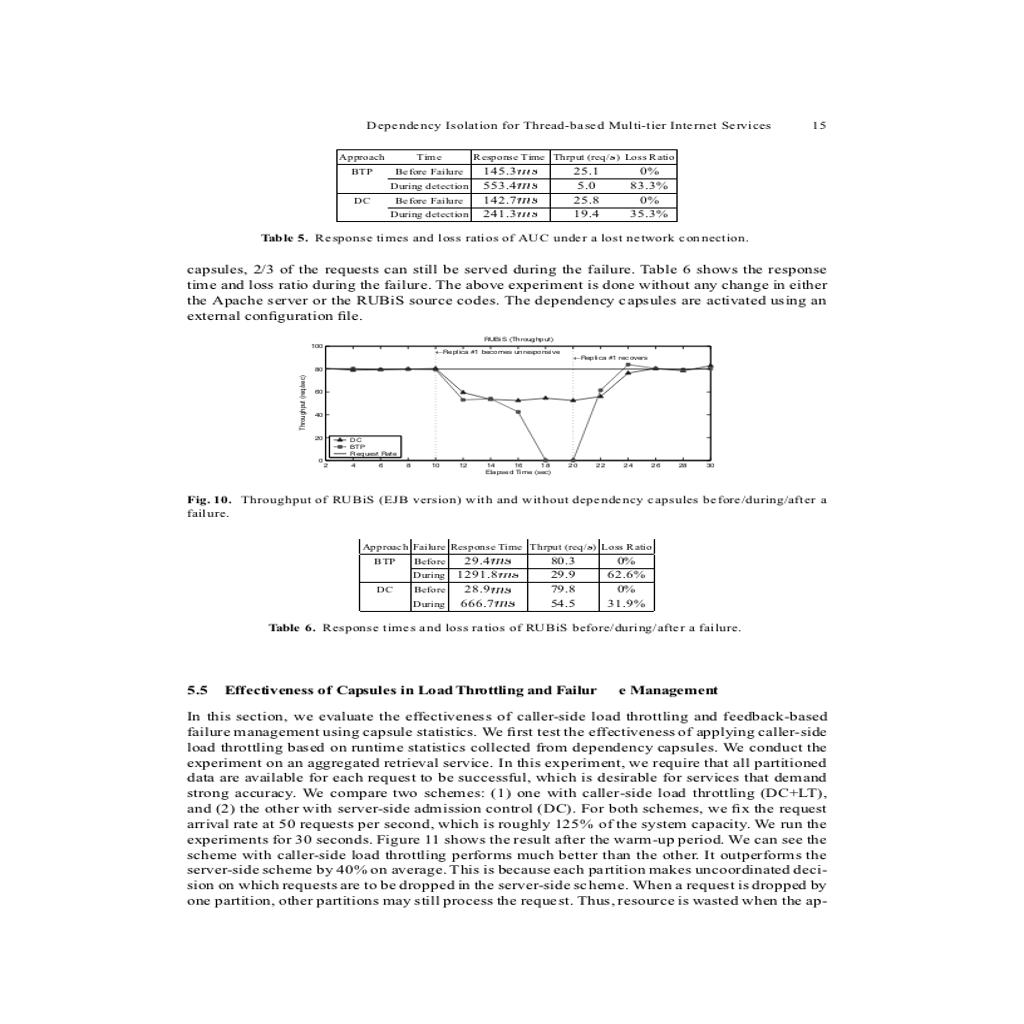 Dependency Isolation for Thread-based Multi-tier Internet Services 15
Approach Time Response Time Thrput (req/s) Loss Ratio
BTP Before Failure 145.3ms 25.1 0%
During detection 553.4ms 5.0 83.3%
DC Before Failure 142.7ms 25.8 0%
During detection 241.3ms 19.4 35.3%
Table 5. Response times and loss ratios of AUC under a lost network connection.
capsules, 2/3 of the requests can still be served during the failure. Table 6 shows the response
time and loss ratio during the failure. The above experiment is done without any change in either
the Apache server or the RUBiS source codes. The dependency capsules are activated using an
external configuration file.
RUBiS (Throughput)
←Replica #1 becomes unresponsive
←Replica #1 recovers
Throughput (req/sec)
100
80
60
40
20
0
DC
BTP
Request Rate
2 4 6 8 10 12 14 16 18 20 22 24 26 28 30
Elapsed Time (sec)
Fig. 10. Throughput of RUBiS (EJB version) with and without dependency capsules before/during/after a
failure.
Approach Failure Response Time Thrput (req/s) Loss Ratio
BTP Before 29.4ms 80.3 0%
During 1291.8ms 29.9 62.6%
DC Before 28.9ms 79.8 0%
During 666.7ms 54.5 31.9%
Table 6. Response times and loss ratios of RUBiS before/during/after a failure.
5.5 Effectiveness of Capsules in Load Throttling and Failur e Management
In this section, we evaluate the effectiveness of caller-side load throttling and feedback-based
failure management using capsule statistics. We first test the effectiveness of applying caller-side
load throttling based on runtime statistics collected from dependency capsules. We conduct the
experiment on an aggregated retrieval service. In this experiment, we require that all partitioned
data are available for each request to be successful, which is desirable for services that demand
strong accuracy. We compare two schemes: (1) one with caller-side load throttling (DC+LT),
and (2) the other with server-side admission control (DC). For both schemes, we fix the request
arrival rate at 50 requests per second, which is roughly 125% of the system capacity. We run the
experiments for 30 seconds. Figure 11 shows the result after the warm-up period. We can see the
scheme with caller-side load throttling performs much better than the other. It outperforms the
server-side scheme by 40% on average. This is because each partition makes uncoordinated deci-
sion on which requests are to be dropped in the server-side scheme. When a request is dropped by
one partition, other partitions may still process the request. Thus, resource is wasted when the ap-